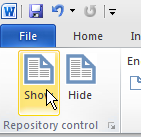 File Home In
Show Hide En
Repository control